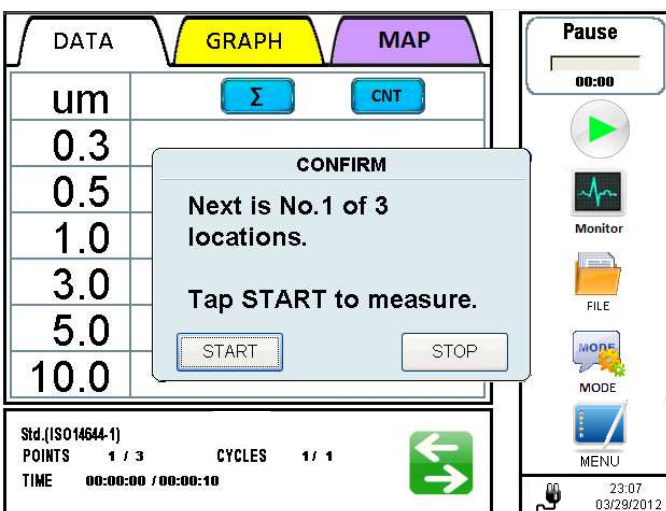 DATA
GRAPH
MAP
um
Σ
CNT
0.3
0.5
1.0
3.0
5.0
10.0
CONFIRM
Next is No.1 of 3
locations.
Tap START to measure.
START
STOP
Std.(ISO14644-1)
POINTS 1 / 3 CYCLES 1/ 1
TIME 00:00:00 / 00:00:10
Pause
00:00
Monitor
FILE
MODE
MODE
MENU
23:07
03/29/2012